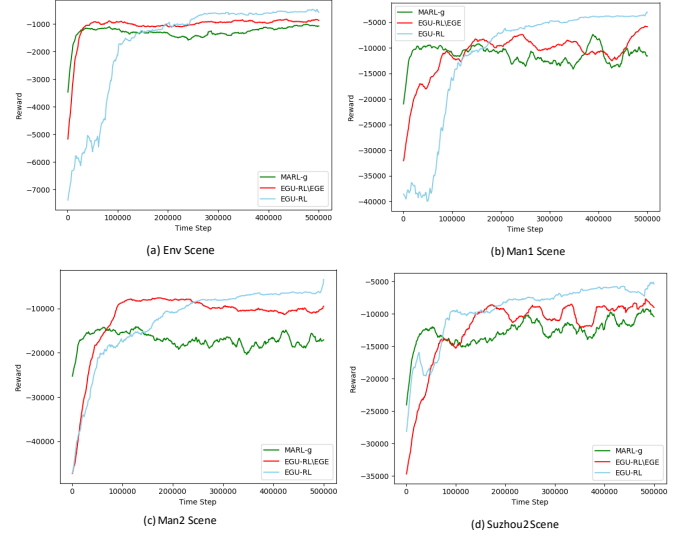 −1000
−2000
−3000
−4000
−5000
−6000
−7000
Reward
MARL-g
EGU-RL\EGE
EGU-RL
0
100000
200000
300000
400000
500000
Time Step
(a) Env Scene
−5000
−10000
−15000
−20000
−25000
−30000
−35000
−40000
Reward
MARL-g
EGU-RL\EGE
EGU-RL
0
100000
200000
300000
400000
500000
Time Step
(b) Man1 Scene
−10000
−20000
−30000
−40000
Reward
MARL-g
EGU-RL\EGE
EGU-RL
0
100000
200000
300000
400000
500000
Time Step
(c) Man2 Scene
−5000
−10000
−15000
−20000
−25000
−30000
−35000
Reward
MARL-g
EGU-RL\EGE
EGU-RL
0
100000
200000
300000
400000
500000
Time Step
(d) Suzhou2 Scene